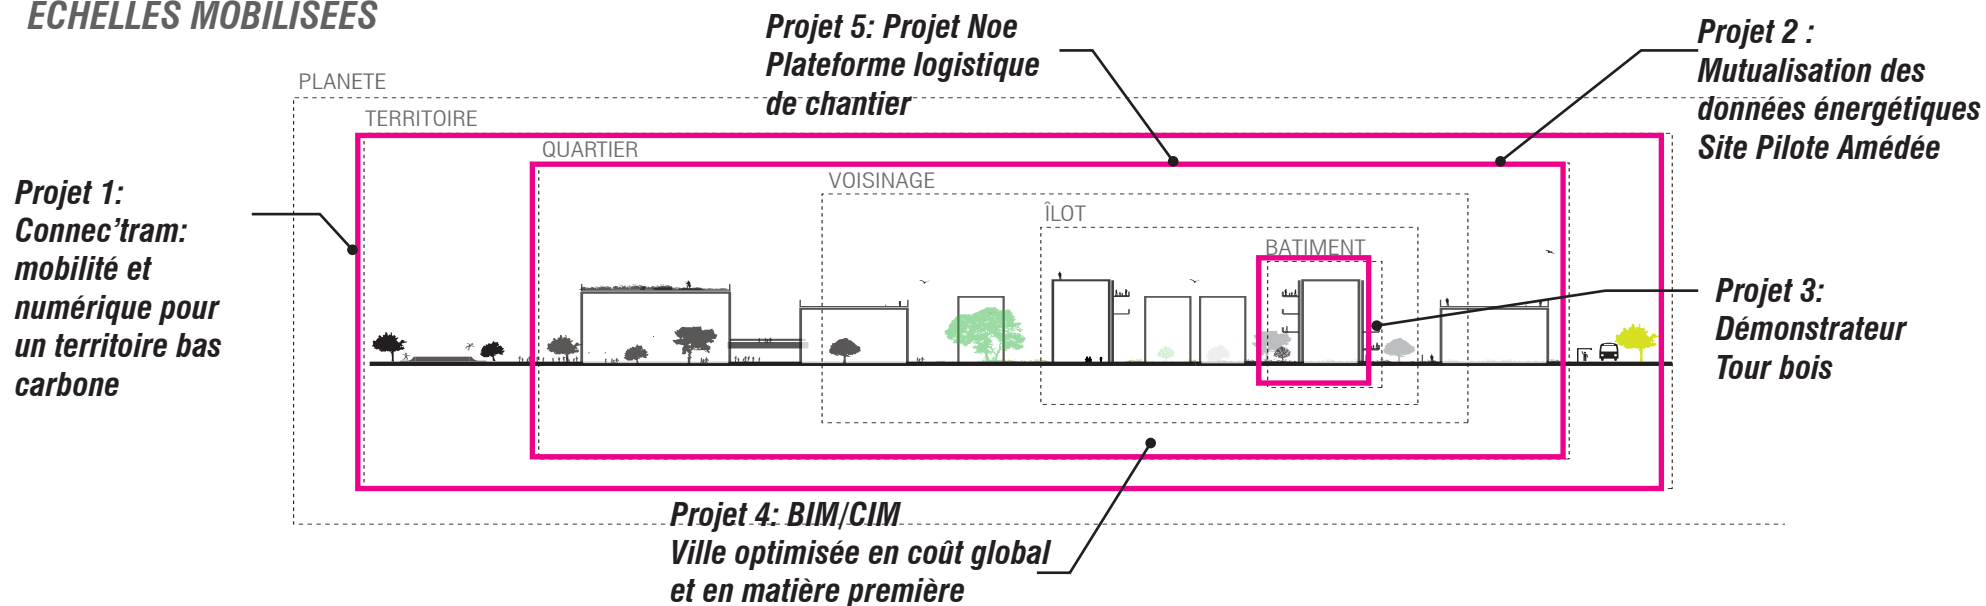 ECHELLES MOBILISEES
Projet 5: Projet Noe
Plateforme logistique
de chantier
Projet 2 :
Mutualisation des
données énergétiques
Site Pilote Amédée
PLANETE
TERRITOIRE
QUARTIER
VOISINAGE
ÎLOT
BATIMENT
Projet 1:
Connec’tram:
mobilité et
numérique pour
un territoire bas
carbone
Projet 3:
Démonstrateur
Tour bois
Projet 4: BIM/CIM
Ville optimisée en coût global
et en matière première